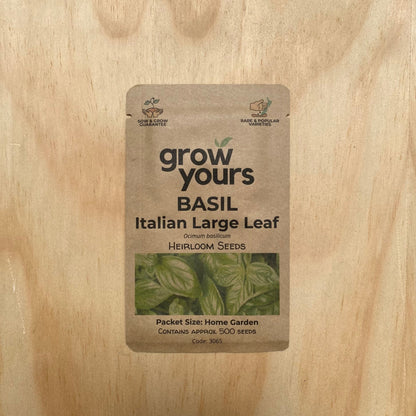 SOW & GROW
GUARANTEE
RARE & POPULAR
VARIETIES
grow
yours
BASIL
Italian Large Leaf
Ocimum basilicum
HEIRLOOM SEEDS
Packet Size: Home Garden
CONTAINS APPROX. 500 SEEDS
Code: 3065